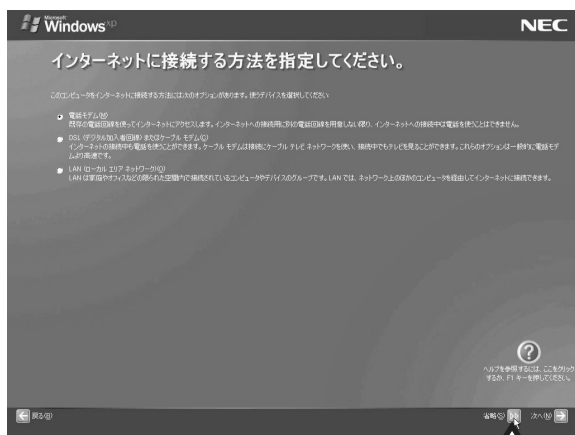 Microsoft
Windows xp
NEC
インターネットに接続する方法を指定してください。
このコンピュータをインターネットに接続する方法には次のオプションがあります。使うデバイスを選択してください:
電話モデム(M)
既存の電話回線を使ってインターネットにアクセスします。インターネットへの接続用に別の電話回線を用意しない限り、インターネットへの接続中は電話を使うことはできません。
DSL (デジタル加入者回線) またはケーブル モデム(C)
インターネットの接続中も電話を使うことができます。ケーブル モデムは接続にケーブル テレビ ネットワークを使い、接続中でもテレビを見ることができます。これらのオプションは一般的に電話モデ
ムより高速です。
LAN (ローカル エリア ネットワーク)(O)
LAN は家庭やオフィスなどの限られた空間内で接続されているコンピュータやデバイスのグループです。LAN では、ネットワーク上のほかのコンピュータを経由してインターネットに接続できます。
ヘルプを参照するには、ここをクリック
するか、F1 キーを押してください。
戻る(B)
省略(S)
次へ(N)